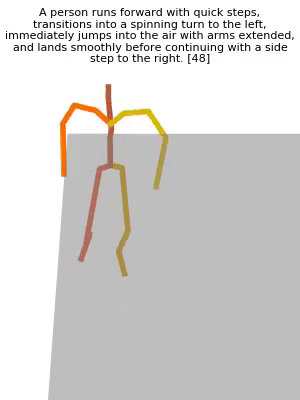 A person runs forward with quick steps,
transitions into a spinning turn to the left,
immediately jumps into the air with arms extended,
and lands smoothly before continuing with a side
step to the right. [48]